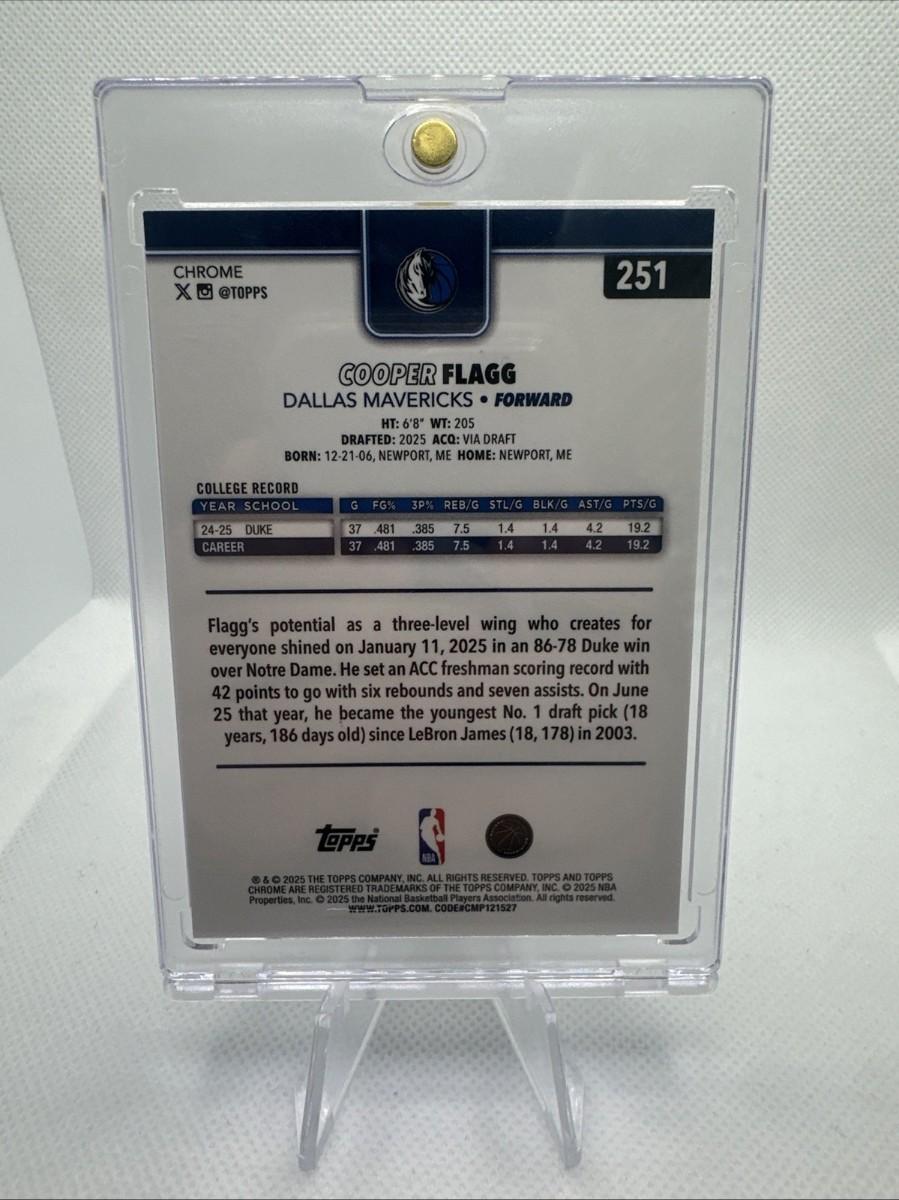 CHROME
251
X @TOPPS
COOPER FLAGG
DALLAS MAVERICKS • FORWARD
HT: 6'8" WT: 205
DRAFTED: 2025 ACQ: VIA DRAFT
BORN: 12-21-06, NEWPORT, ME HOME: NEWPORT, ME
COLLEGE RECORD
YEAR SCHOOL G FG% 3P% REB/G STL/G BLK/G AST/G PTS/G
24-25 DUKE 37 .481 .385 7.5 1.4 1.4 4.2 19.2
CAREER 37 .481 .385 7.5 1.4 1.4 4.2 19.2
Flagg's potential as a three-level wing who creates for
everyone shined on January 11, 2025 in an 86-78 Duke win
over Notre Dame. He set an ACC freshman scoring record with
42 points to go with six rebounds and seven assists. On June
25 that year, he became the youngest No. 1 draft pick (18
years, 186 days old) since LeBron James (18, 178) in 2003.
Topps® NBA
® & © 2025 THE TOPPS COMPANY, INC. ALL RIGHTS RESERVED. TOPPS AND TOPPS
CHROME ARE REGISTERED TRADEMARKS OF THE TOPPS COMPANY, INC. © 2025 NBA
Properties, Inc. © 2025 the National Basketball Players Association. All rights reserved.
WWW.TOPPS.COM. CODE#CMP121527